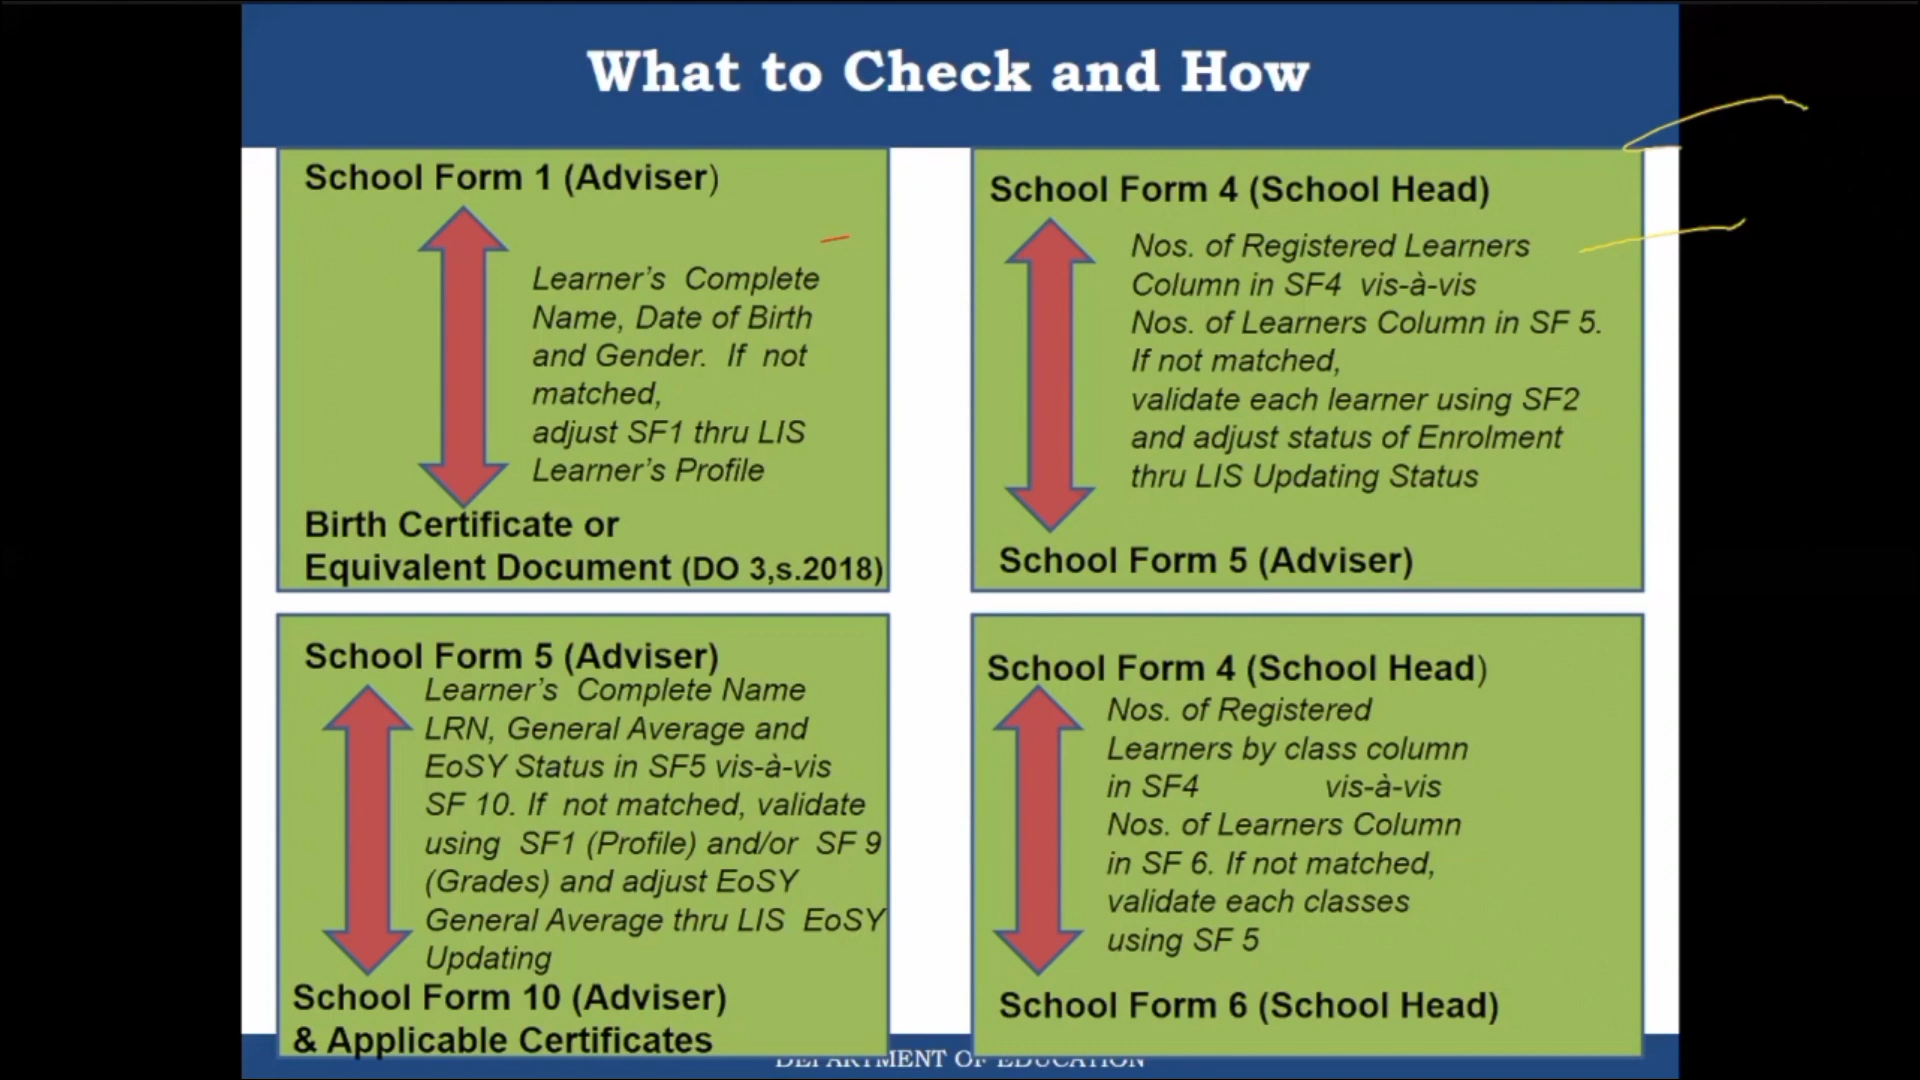 What to Check and How
School Form 1 (Adviser)
Learner's Complete
Name, Date of Birth
and Gender. If not
matched,
adjust SF1 thru LIS
Learner's Profile
Birth Certificate or
Equivalent Document (DO 3,s.2018)
School Form 4 (School Head)
Nos. of Registered Learners
Column in SF4 vis-à-vis
Nos. of Learners Column in SF 5.
If not matched,
validate each learner using SF2
and adjust status of Enrolment
thru LIS Updating Status
School Form 5 (Adviser)
School Form 5 (Adviser)
Learner's Complete Name
LRN, General Average and
EoSY Status in SF5 vis-à-vis
SF 10. If not matched, validate
using SF1 (Profile) and/or SF 9
(Grades) and adjust EoSY
General Average thru LIS EoSY
Updating
School Form 10 (Adviser)
& Applicable Certificates
School Form 4 (School Head)
Nos. of Registered
Learners by class column
in SF4 vis-à-vis
Nos. of Learners Column
in SF 6. If not matched,
validate each classes
using SF 5
School Form 6 (School Head)
DEPARTMENT OF EDUCATION